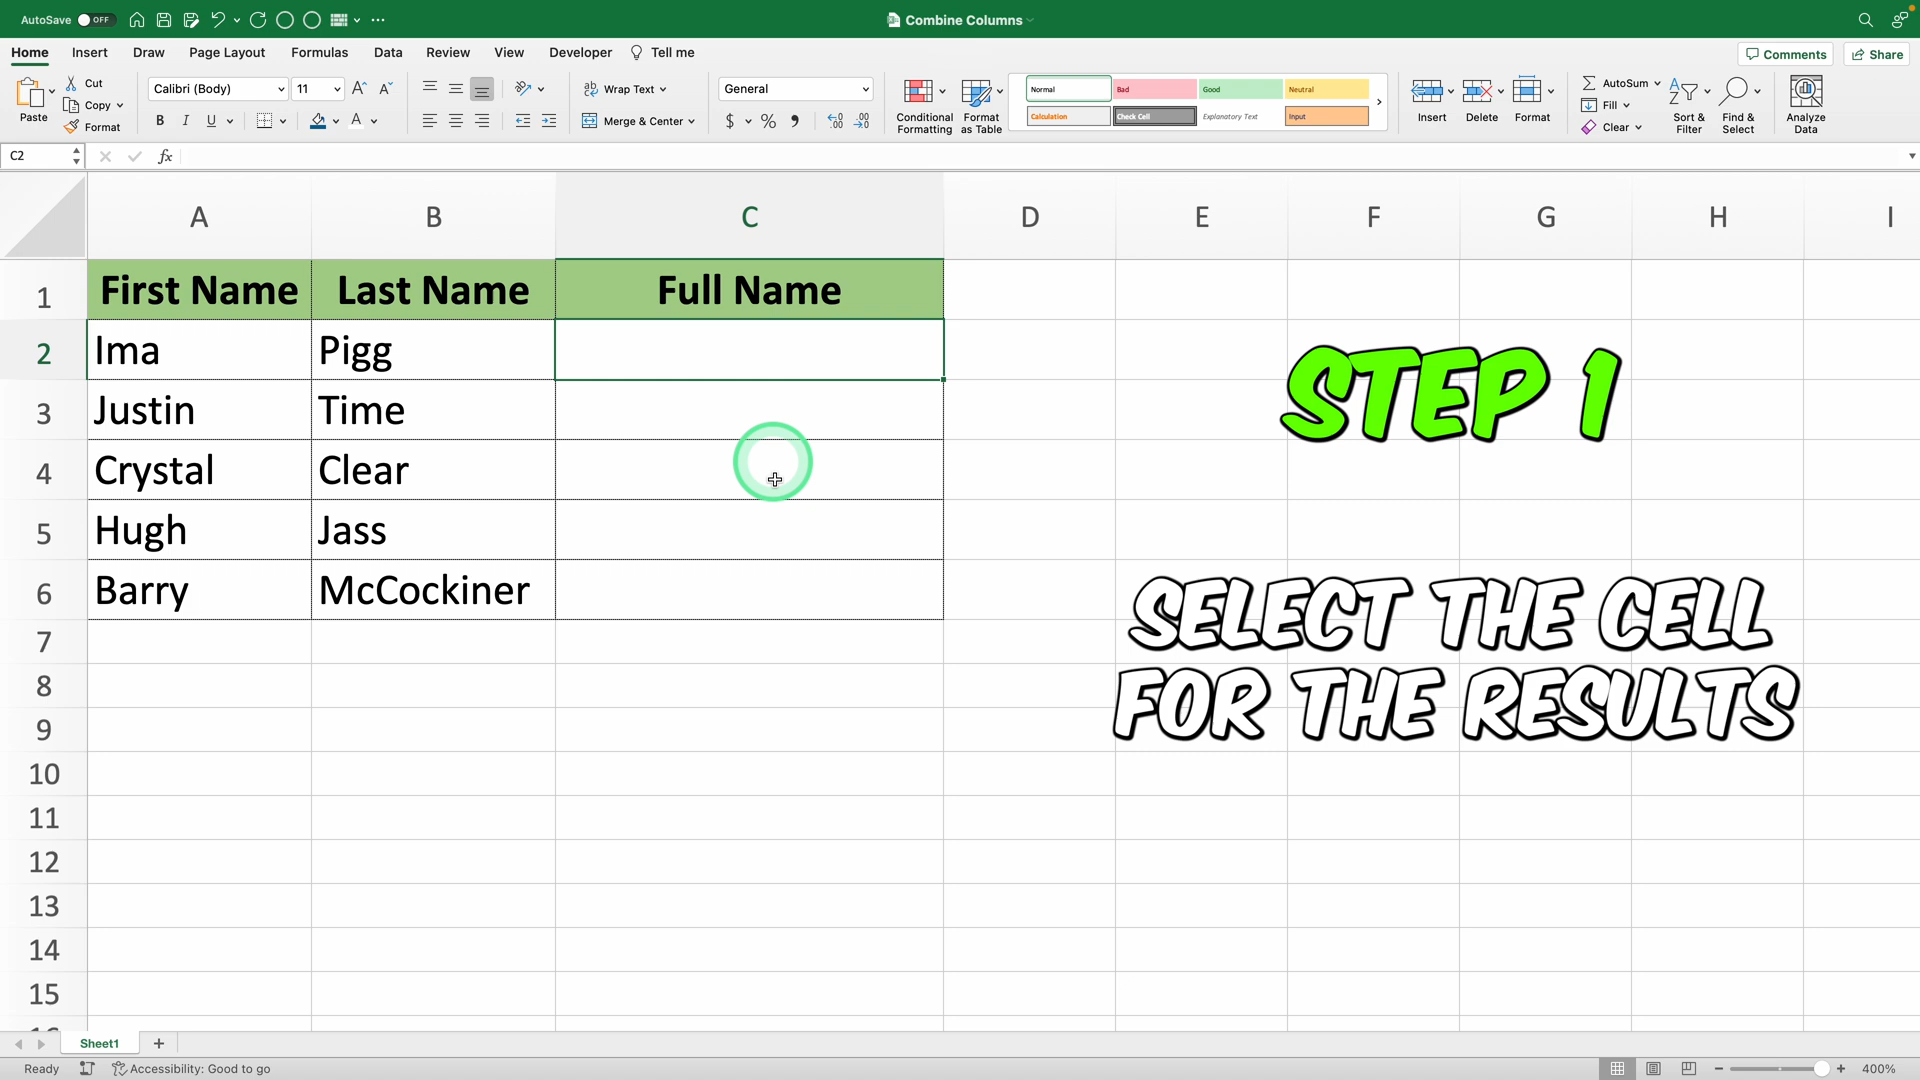 AutoSave OFF
Combine Columns
Home Insert Draw Page Layout Formulas Data Review View Developer Tell me
Comments Share
Paste
Cut
Copy
Format
Calibri (Body) 11
B I U
Wrap Text
Merge & Center
General
$ % ,
Conditional Formatting
Format as Table
Normal Bad Good Neutral
Calculation Check Cell Explanatory Text Input
Insert Delete Format
AutoSum
Fill
Clear
Sort & Filter
Find & Select
Analyze Data
C2 fx
A B C D E F G H I
1 First Name Last Name Full Name
2 Ima Pigg
3 Justin Time
4 Crystal Clear
5 Hugh Jass
6 Barry McCockiner
7
8
9
10
11
12
13
14
15
16
STEP 1
SELECT THE CELL
FOR THE RESULTS
Sheet1 +
Ready Accessibility: Good to go
400%